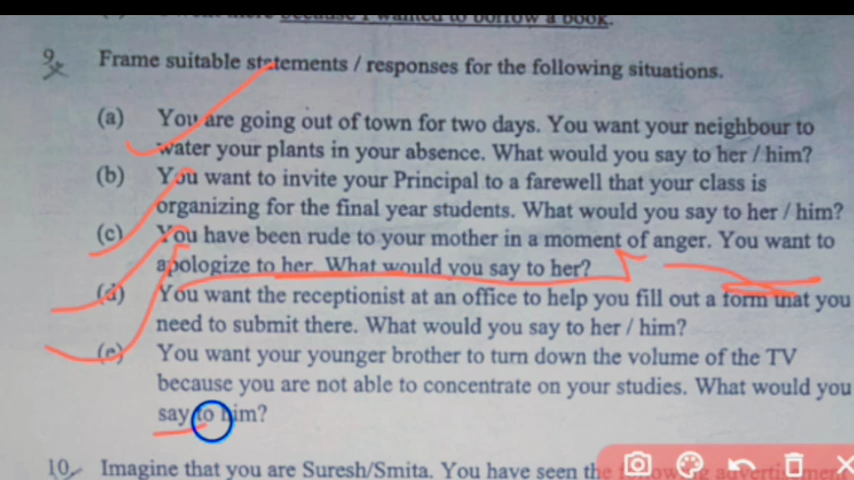 because I wanted to borrow a book.
9. Frame suitable statements / responses for the following situations.
(a) You are going out of town for two days. You want your neighbour to
water your plants in your absence. What would you say to her / him?
(b) You want to invite your Principal to a farewell that your class is
organizing for the final year students. What would you say to her / him?
(c) You have been rude to your mother in a moment of anger. You want to
apologize to her. What would you say to her?
(d) You want the receptionist at an office to help you fill out a form that you
need to submit there. What would you say to her / him?
(e) You want your younger brother to turn down the volume of the TV
because you are not able to concentrate on your studies. What would you
say to him?
10. Imagine that you are Suresh/Smita. You have seen the following advertisement